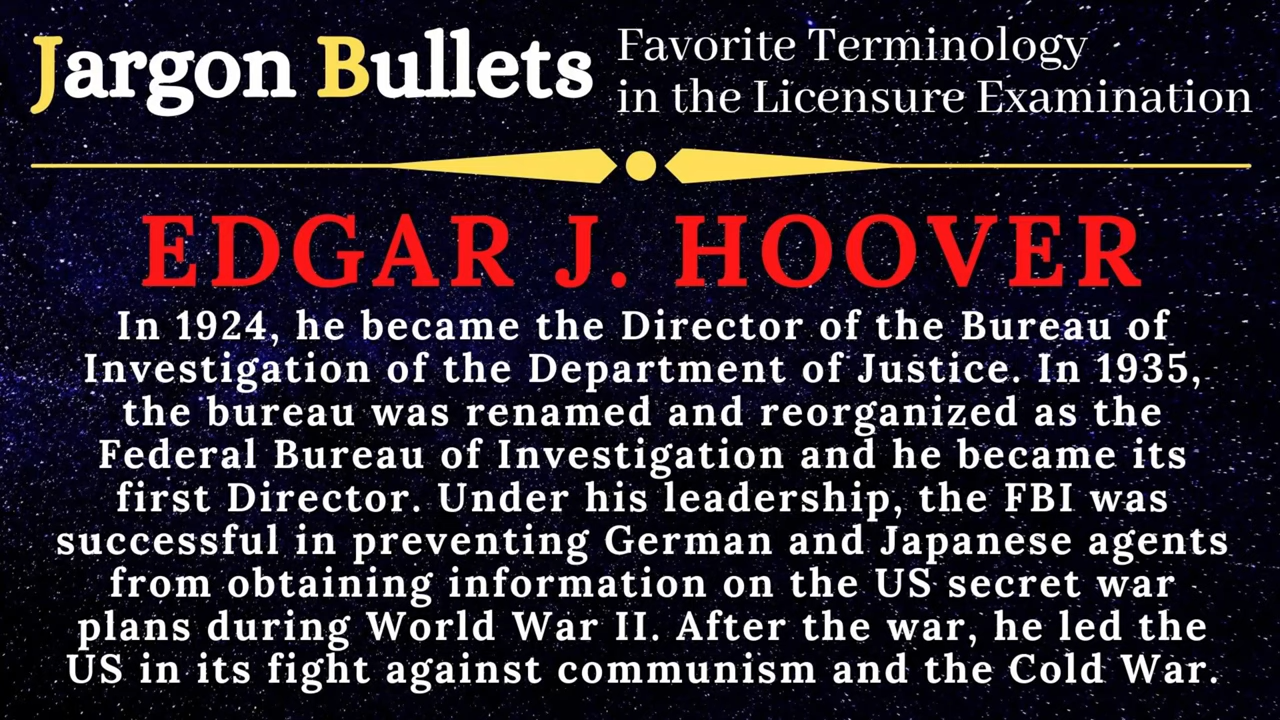 Jargon Bullets
Favorite Terminology
in the Licensure Examination
EDGAR J. HOOVER
In 1924, he became the Director of the Bureau of
Investigation of the Department of Justice. In 1935,
the bureau was renamed and reorganized as the
Federal Bureau of Investigation and he became its
first Director. Under his leadership, the FBI was
successful in preventing German and Japanese agents
from obtaining information on the US secret war
plans during World War II. After the war, he led the
US in its fight against communism and the Cold War.